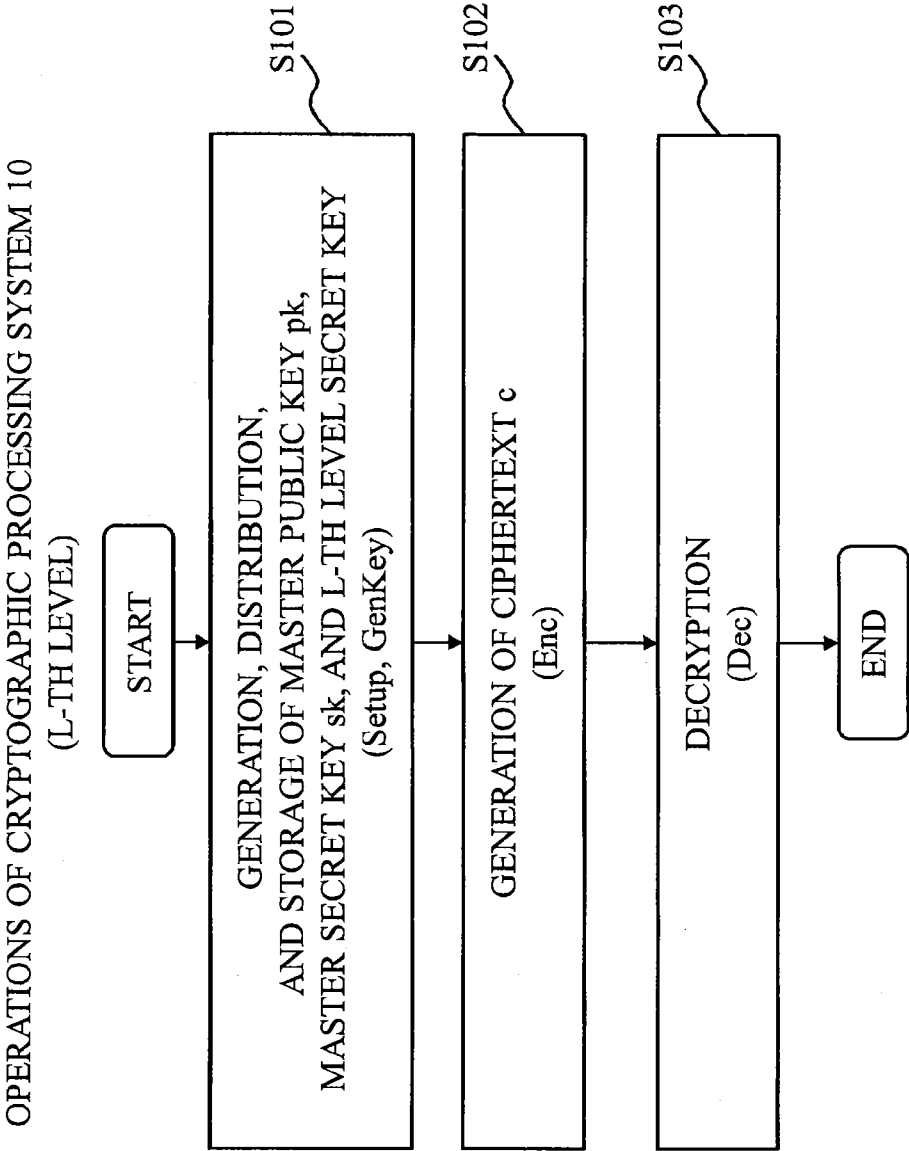 OPERATIONS OF CRYPTOGRAPHIC PROCESSING SYSTEM 10
(L-TH LEVEL)
START
S101
GENERATION, DISTRIBUTION,
AND STORAGE OF MASTER PUBLIC KEY pk,
MASTER SECRET KEY sk, AND L-TH LEVEL SECRET KEY
(Setup, GenKey)
S102
GENERATION OF CIPHERTEXT c
(Enc)
S103
DECRYPTION
(Dec)
END